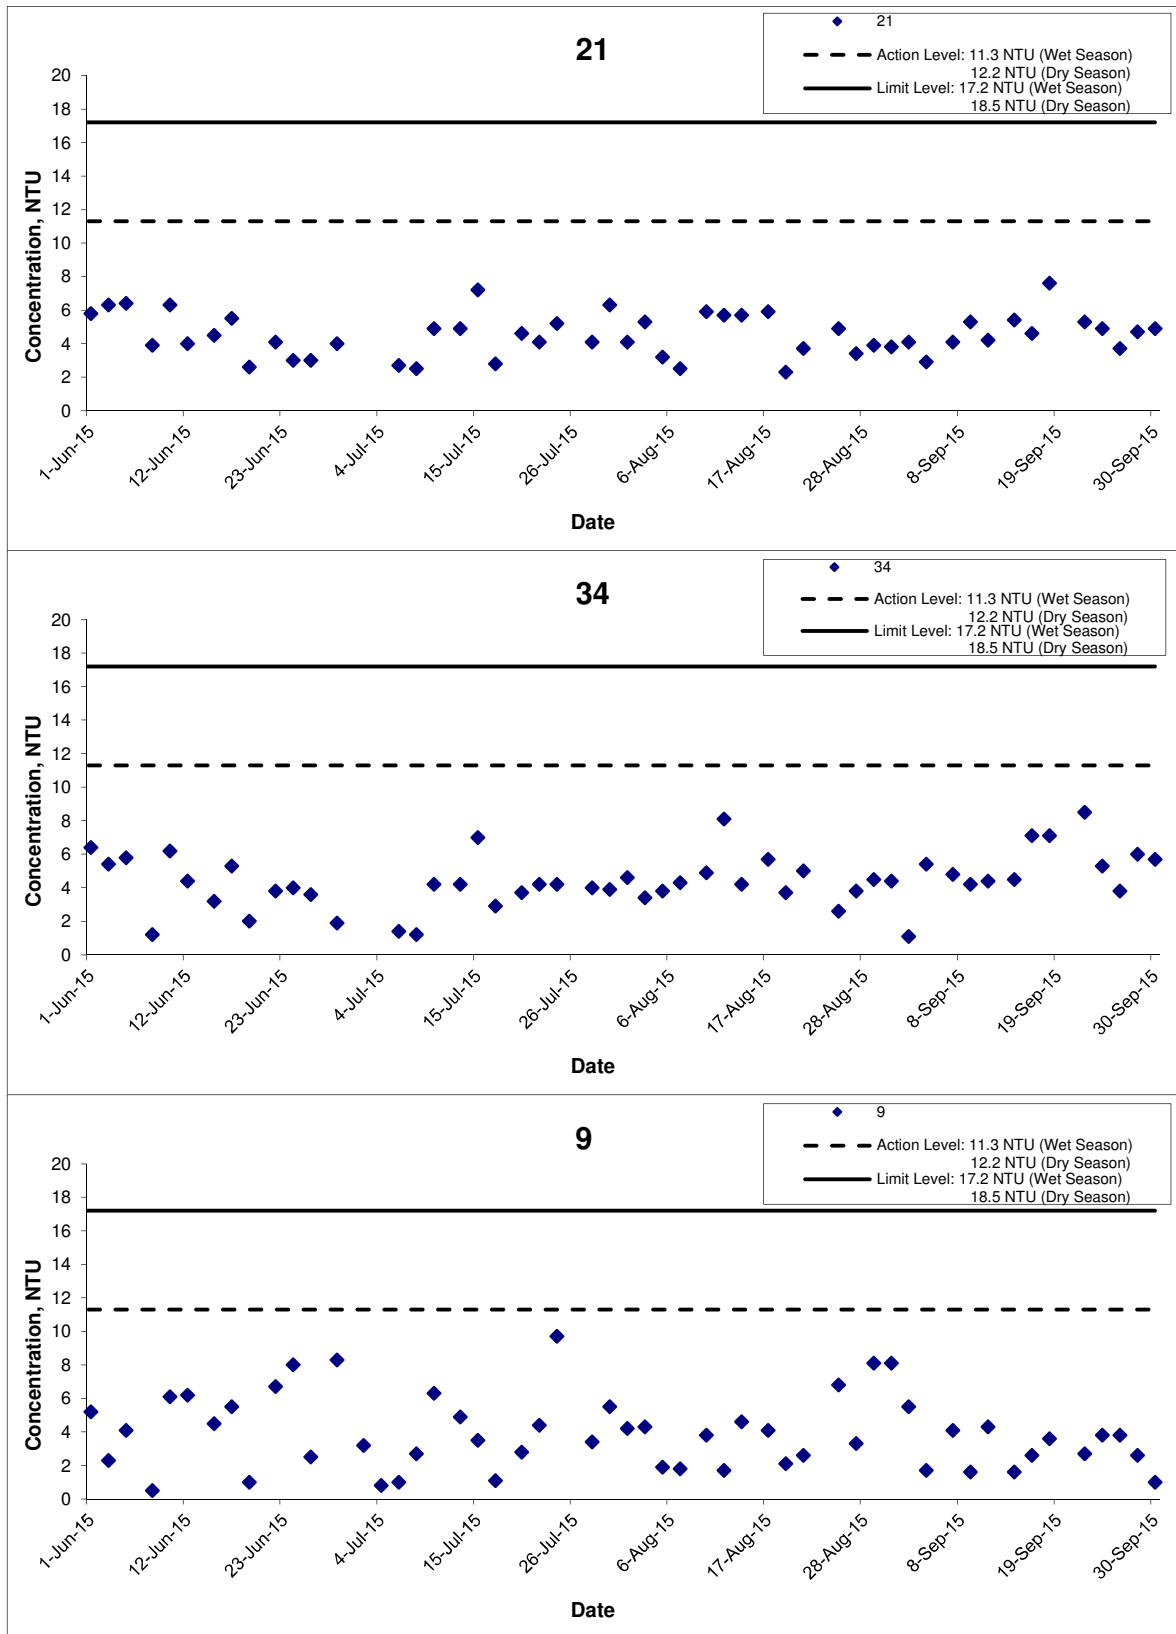 21
21
Action Level: 11.3 NTU (Wet Season)
12.2 NTU (Dry Season)
Limit Level: 17.2 NTU (Wet Season)
18.5 NTU (Dry Season)
Concentration, NTU
20
18
16
14
12
10
8
6
4
2
0
1-Jun-15
12-Jun-15
23-Jun-15
4-Jul-15
15-Jul-15
26-Jul-15
6-Aug-15
17-Aug-15
28-Aug-15
8-Sep-15
19-Sep-15
30-Sep-15
Date
34
34
Action Level: 11.3 NTU (Wet Season)
12.2 NTU (Dry Season)
Limit Level: 17.2 NTU (Wet Season)
18.5 NTU (Dry Season)
Concentration, NTU
20
18
16
14
12
10
8
6
4
2
0
1-Jun-15
12-Jun-15
23-Jun-15
4-Jul-15
15-Jul-15
26-Jul-15
6-Aug-15
17-Aug-15
28-Aug-15
8-Sep-15
19-Sep-15
30-Sep-15
Date
9
9
Action Level: 11.3 NTU (Wet Season)
12.2 NTU (Dry Season)
Limit Level: 17.2 NTU (Wet Season)
18.5 NTU (Dry Season)
Concentration, NTU
20
18
16
14
12
10
8
6
4
2
0
1-Jun-15
12-Jun-15
23-Jun-15
4-Jul-15
15-Jul-15
26-Jul-15
6-Aug-15
17-Aug-15
28-Aug-15
8-Sep-15
19-Sep-15
30-Sep-15
Date